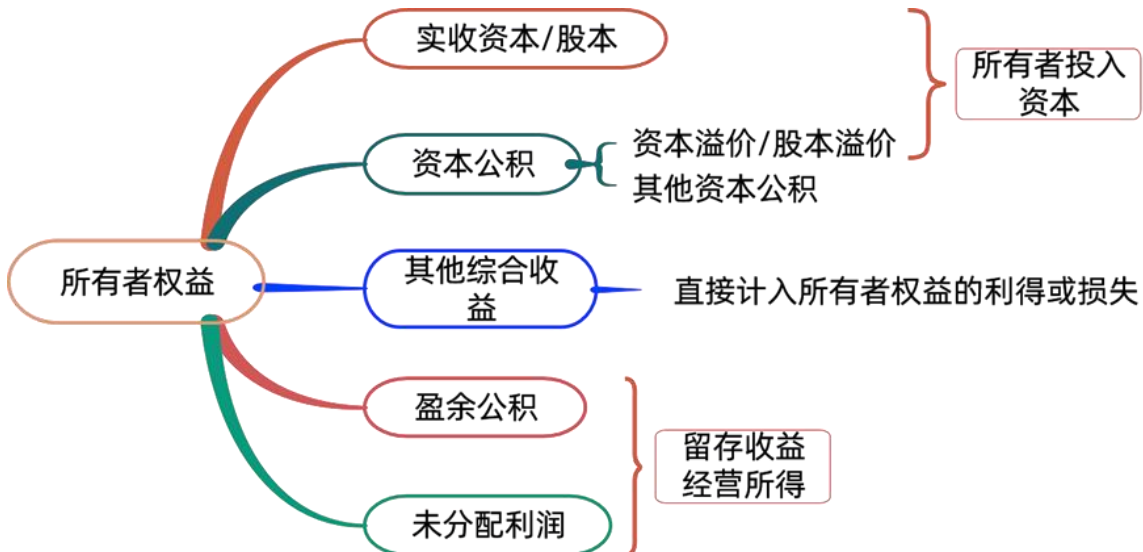 实收资本/股本
所有者投入
资本
资本公积
资本溢价/股本溢价
其他资本公积
所有者权益
其他综合收
益
直接计入所有者权益的利得或损失
盈余公积
留存收益
经营所得
未分配利润